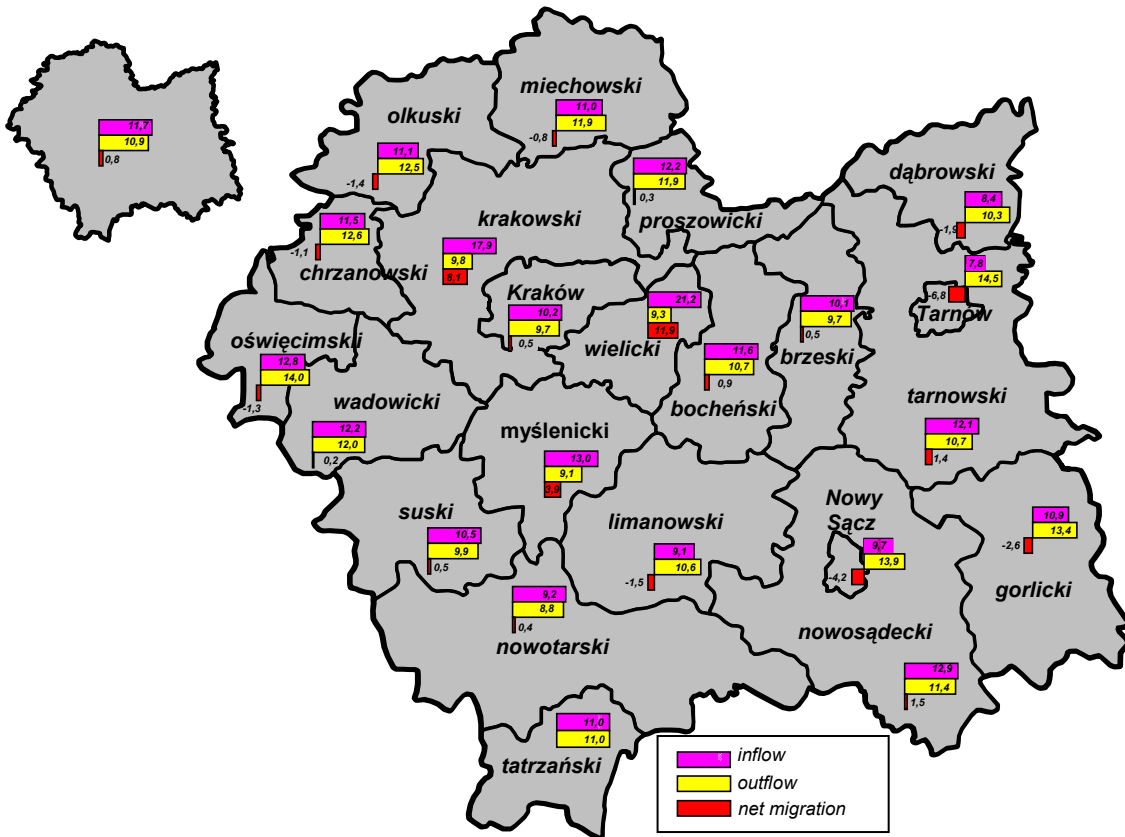 11,7
10,9
0,8
miechowski
11,0
11,9
-0,8
olkuski
11,1
12,5
-1,4
12,2
11,9
0,3
proszowicki
dąbrowski
8,4
10,3
-1,9
krakowski
17,9
9,8
8,1
11,5
12,6
-1,1
chrzanowski
Kraków
10,2
9,7
0,5
21,2
9,3
11,9
wielicki
10,1
9,7
0,5
brzeski
7,8
14,5
-6,8
Tarnów
oświęcimski
12,8
14,0
-1,3
11,6
10,7
0,9
bocheński
wadowicki
12,2
12,0
0,2
myślenicki
13,0
9,1
3,9
tarnowski
12,1
10,7
1,4
suski
10,5
9,9
0,5
limanowski
9,1
10,6
-1,5
Nowy
Sącz
9,7
13,9
-4,2
10,9
13,4
-2,6
gorlicki
9,2
8,8
0,4
nowotarski
nowosądecki
12,9
11,4
1,5
11,0
11,0
tatrzański
inflow
outflow
net migration